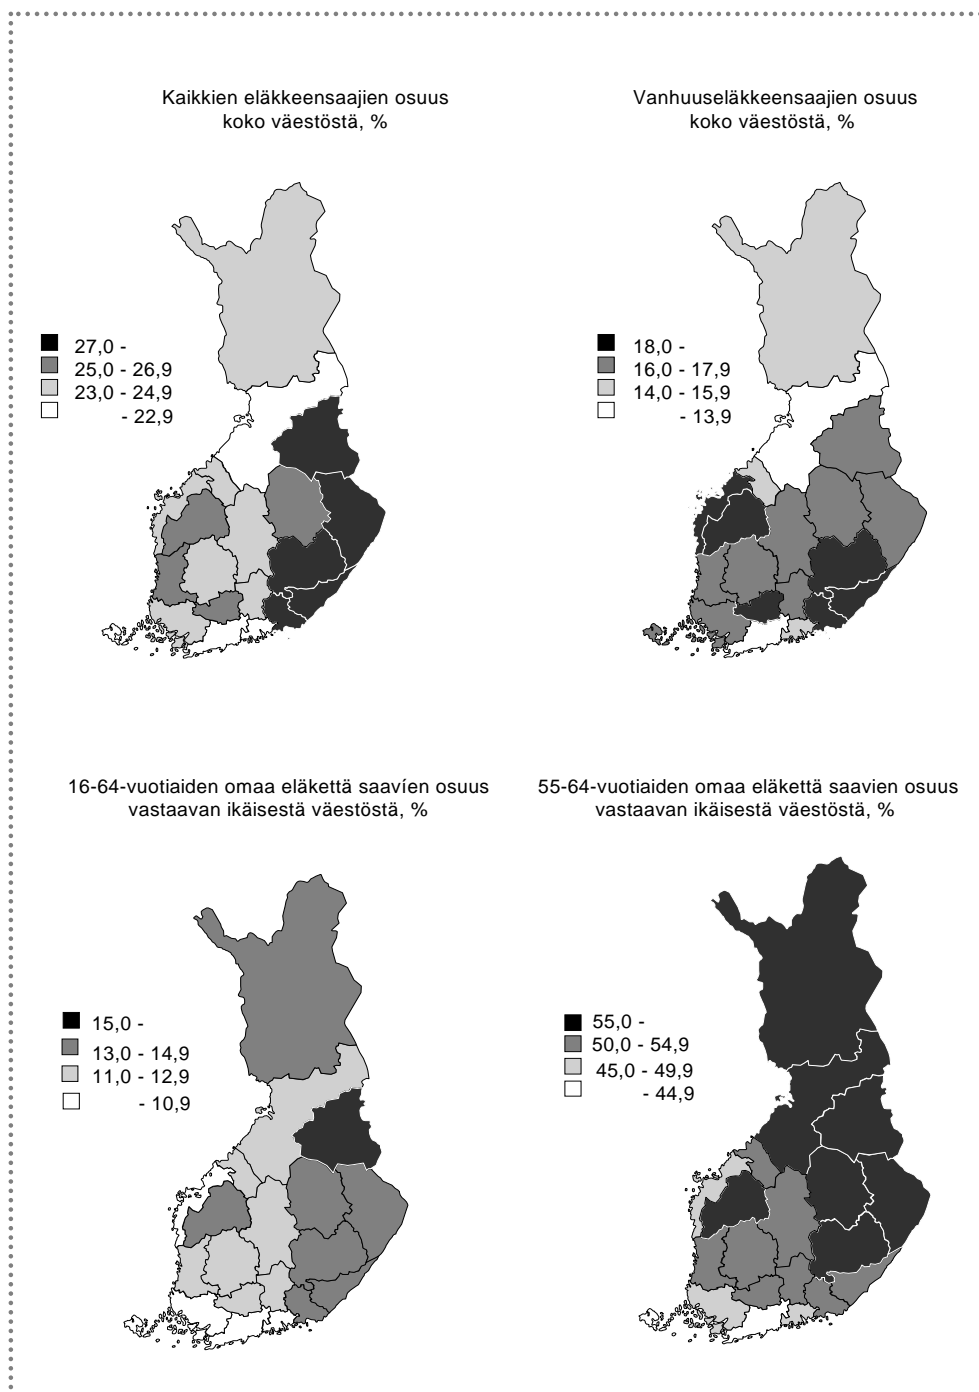 Kaikkien eläkkeensaajien osuus
koko väestöstä, %
27,0 -
25,0 - 26,9
23,0 - 24,9
- 22,9
Vanhuuseläkkeensaajien osuus
koko väestöstä, %
18,0 -
16,0 - 17,9
14,0 - 15,9
- 13,9
16-64-vuotiaiden omaa eläkettä saavíen osuus
vastaavan ikäisestä väestöstä, %
15,0 -
13,0 - 14,9
11,0 - 12,9
- 10,9
55-64-vuotiaiden omaa eläkettä saavien osuus
vastaavan ikäisestä väestöstä, %
55,0 -
50,0 - 54,9
45,0 - 49,9
- 44,9